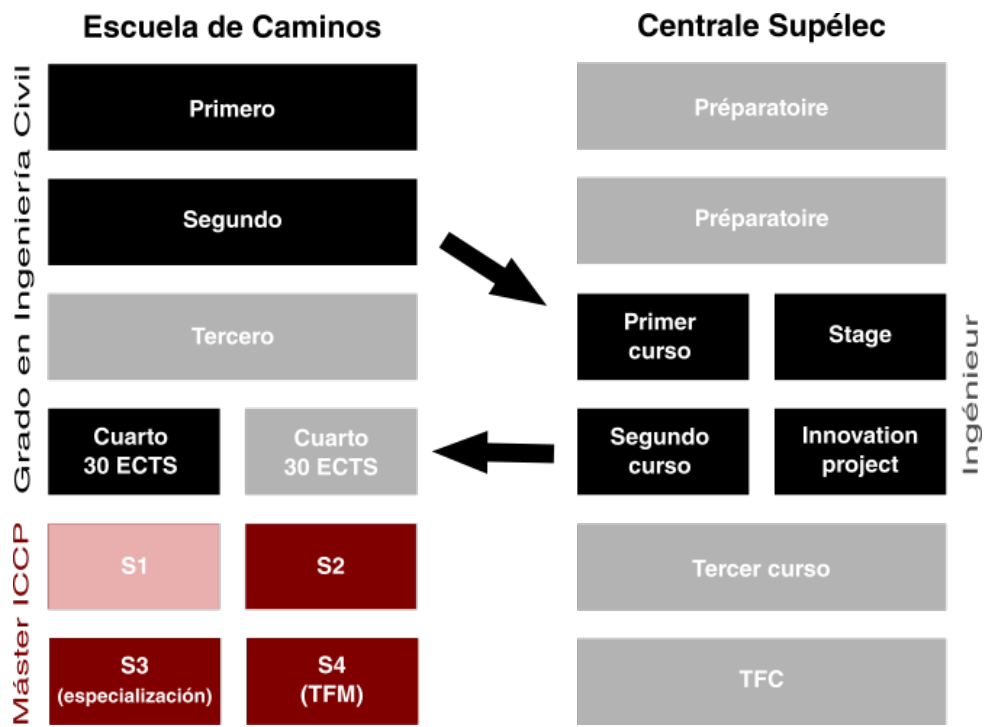 Escuela de Caminos
Centrale Supélec
Grado en Ingeniería Civil
Primero
Préparatoire
Segundo
Préparatoire
Tercero
Primer
curso
Stage
Ingénieur
Cuarto
30 ECTS
Cuarto
30 ECTS
Segundo
curso
Innovation
project
Máster ICCP
S1
S2
Tercer curso
S3
(especialización)
S4
(TFM)
TFC